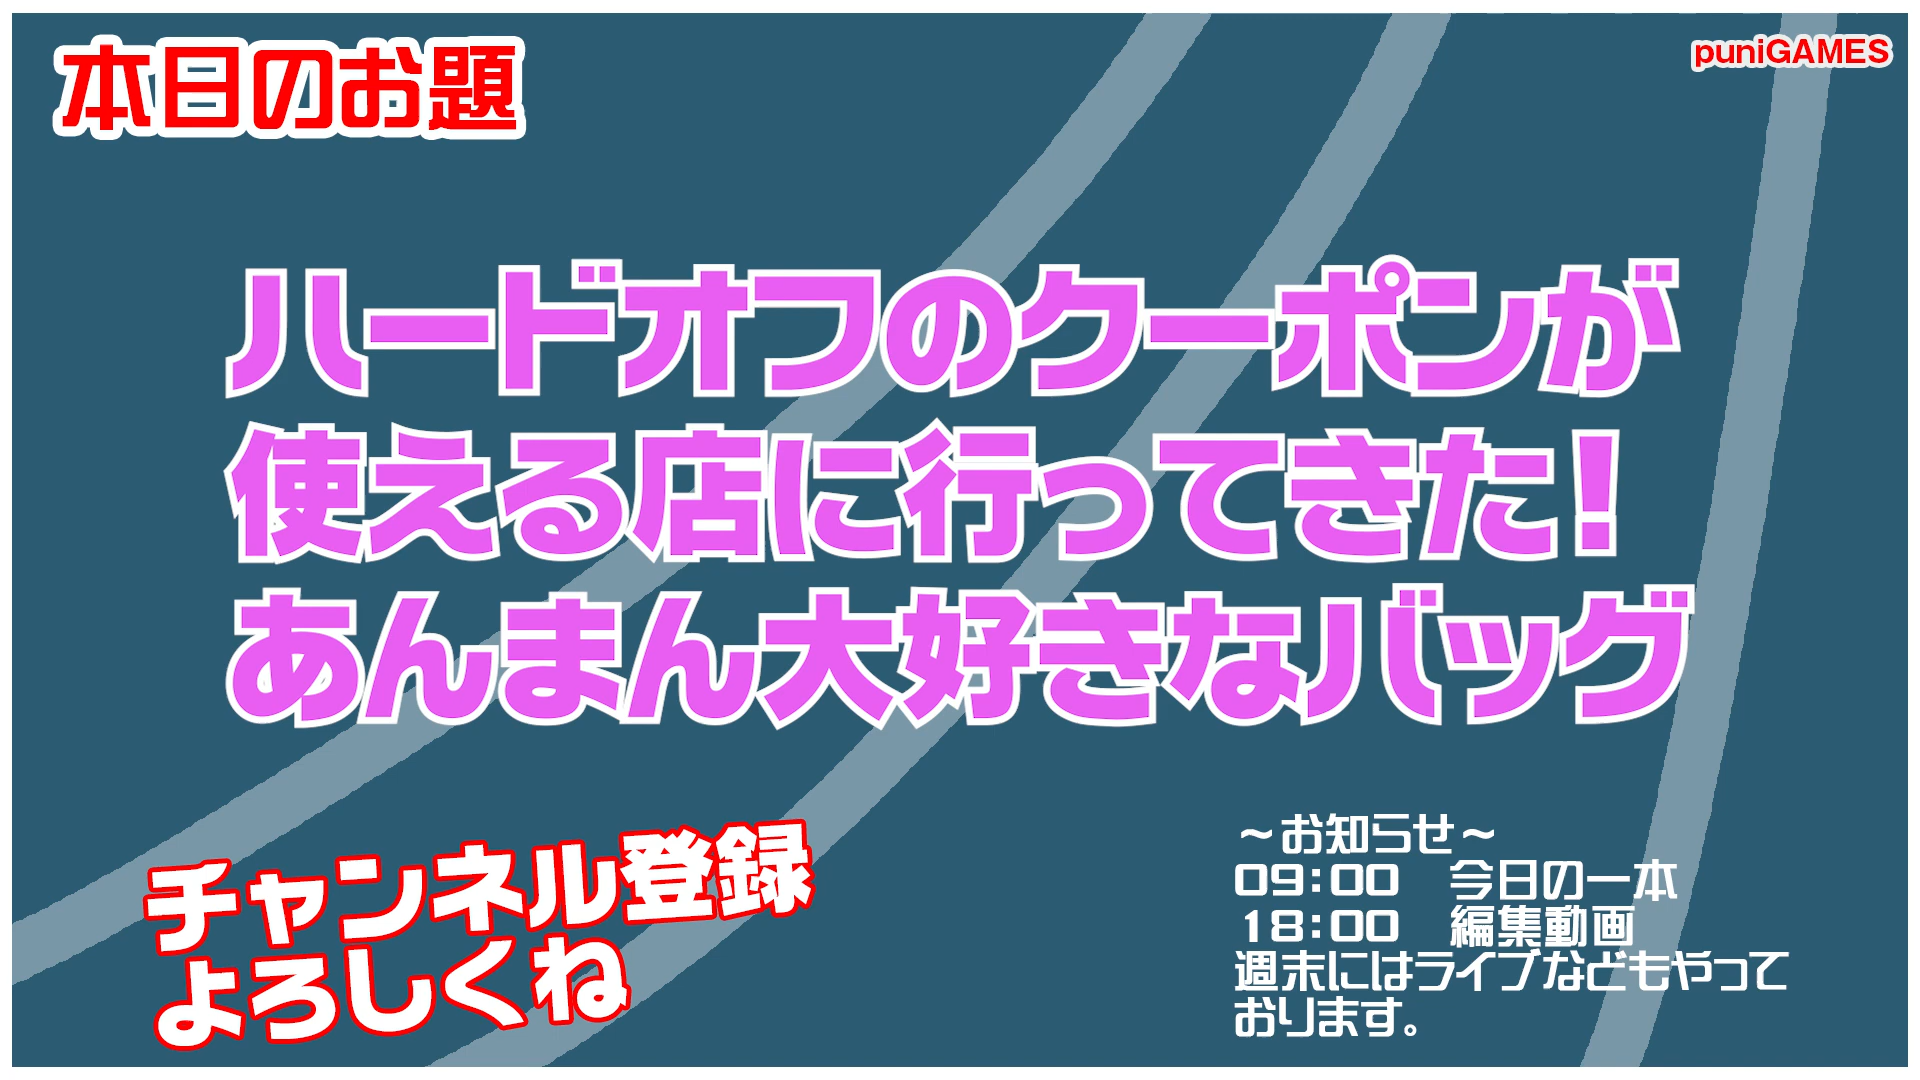 本日のお題
puniGAMES
ハードオフのクーポンが
使える店に行ってきた!
あんまん大好きなバッグ
チャンネル登録
よろしくね
～お知らせ～
09:00　今日の一本
18:00　編集動画
週末にはライブなどもやって
おります。